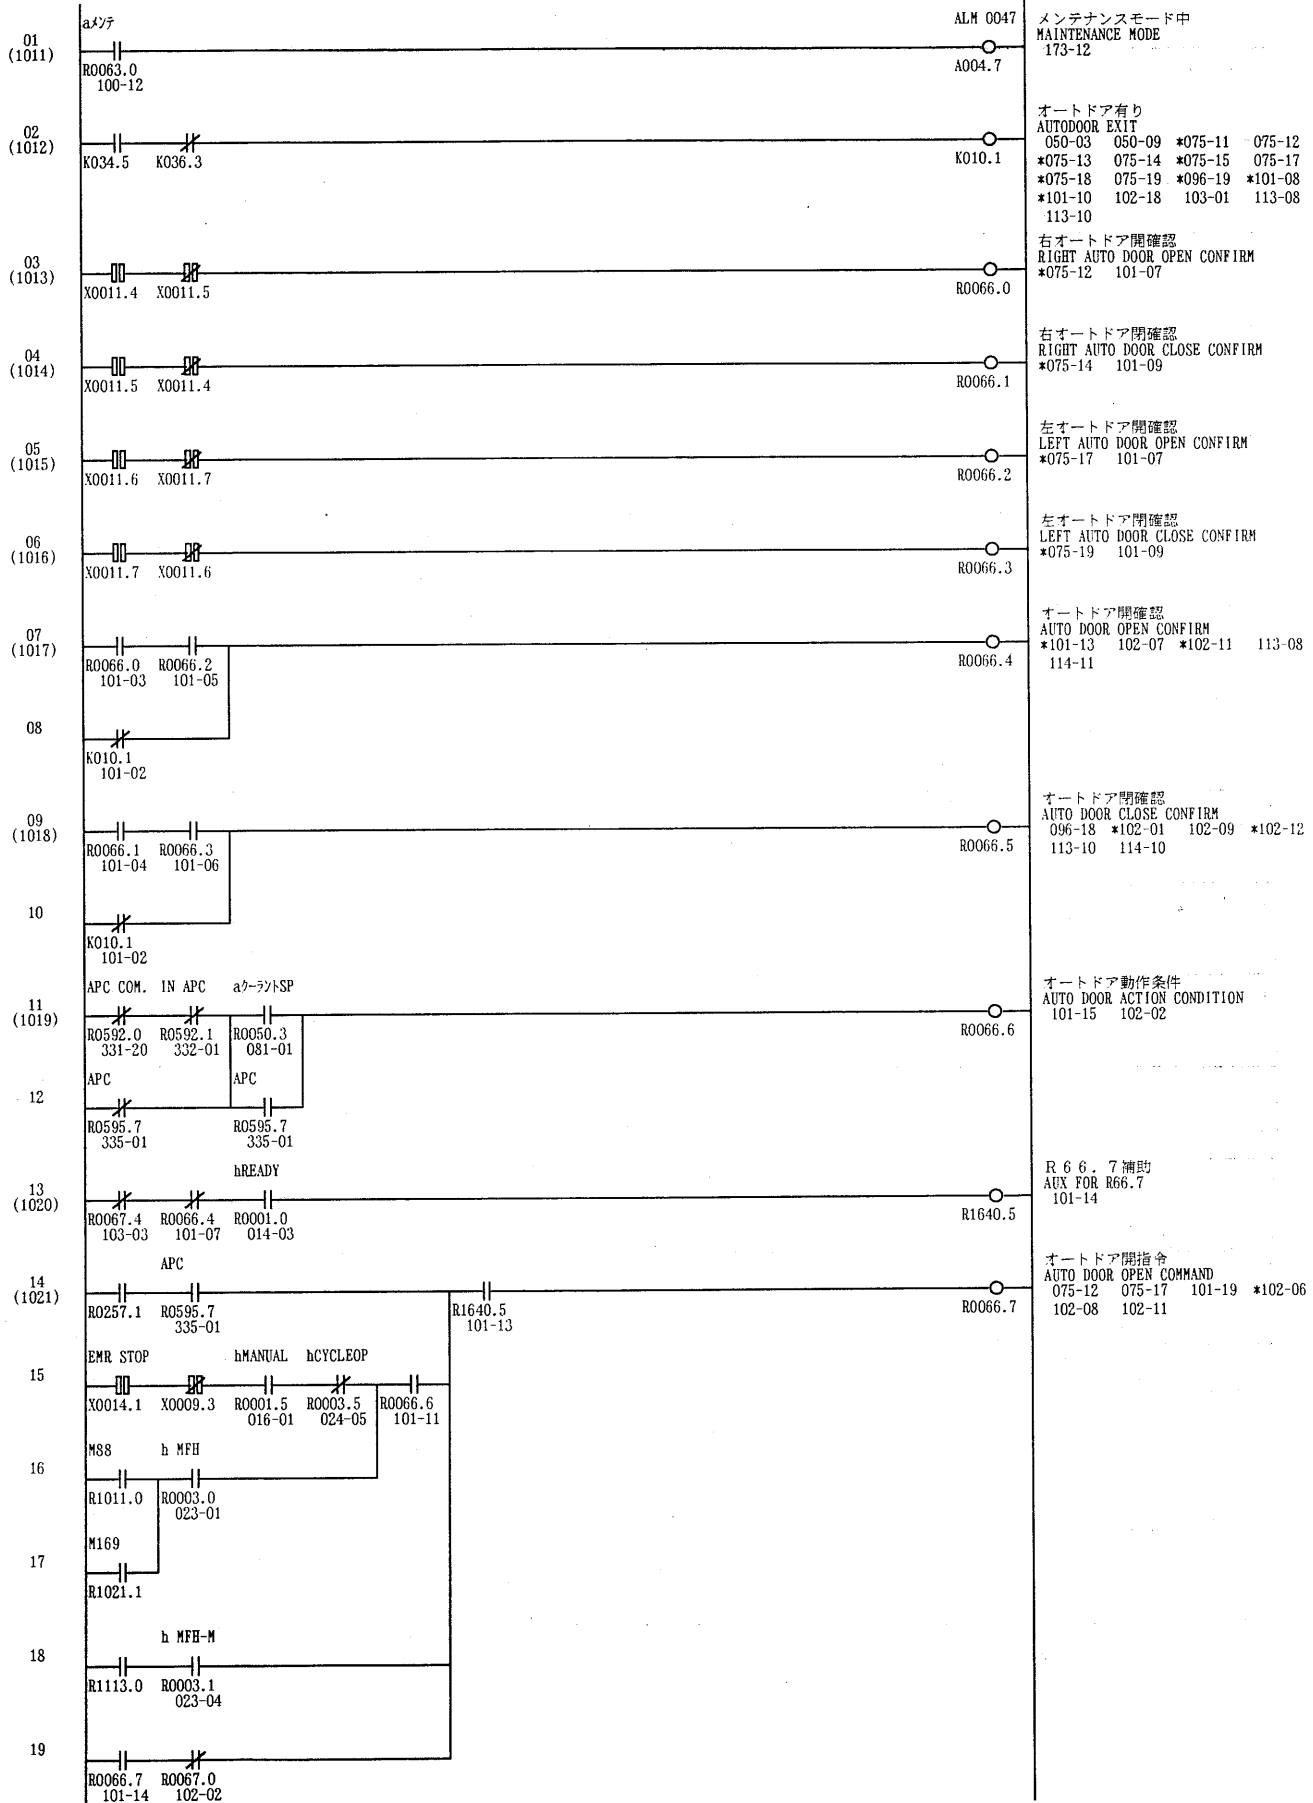 aメンテ ALM 0047 メンテナンスモード中
01 MAINTENANCE MODE
(1011) 173-12
R0063.0 A004.7
100-12
オートドア有り
02 AUTODOOR EXIT
(1012) 050-03 050-09 *075-11 075-12
K034.5 K036.3 K010.1 *075-13 075-14 *075-15 075-17
*075-18 075-19 *096-19 *101-08
*101-10 102-18 103-01 113-08
113-10
右オートドア開確認
03 RIGHT AUTO DOOR OPEN CONFIRM
(1013) *075-12 101-07
X0011.4 X0011.5 R0066.0
右オートドア閉確認
04 RIGHT AUTO DOOR CLOSE CONFIRM
(1014) *075-14 101-09
X0011.5 X0011.4 R0066.1
左オートドア開確認
05 LEFT AUTO DOOR OPEN CONFIRM
(1015) *075-17 101-07
X0011.6 X0011.7 R0066.2
左オートドア閉確認
06 LEFT AUTO DOOR CLOSE CONFIRM
(1016) *075-19 101-09
X0011.7 X0011.6 R0066.3
オートドア開確認
07 AUTO DOOR OPEN CONFIRM
(1017) *101-13 102-07 *102-11 113-08
R0066.0 R0066.2 R0066.4 114-11
101-03 101-05
08
K010.1
101-02
オートドア閉確認
09 AUTO DOOR CLOSE CONFIRM
(1018) 096-18 *102-01 102-09 *102-12
R0066.1 R0066.3 R0066.5 113-10 114-10
101-04 101-06
10
K010.1
101-02
APC COM. IN APC aクーラントSP オートドア動作条件
11 AUTO DOOR ACTION CONDITION
(1019) 101-15 102-02
R0592.0 R0592.1 R0050.3 R0066.6
331-20 332-01 081-01
APC APC
12
R0595.7 R0595.7
335-01 335-01
hREADY R66.7補助
13 AUX FOR R66.7
(1020) 101-14
R0067.4 R0066.4 R0001.0 R1640.5
103-03 101-07 014-03
APC オートドア開指令
14 AUTO DOOR OPEN COMMAND
(1021) 075-12 075-17 101-19 *102-06
R0257.1 R0595.7 R1640.5 R0066.7 102-08 102-11
335-01 101-13
EMR STOP hMANUAL hCYCLEOP
15
X0014.1 X0009.3 R0001.5 R0003.5 R0066.6
016-01 024-05 101-11
M88 h MFH
16
R1011.0 R0003.0
023-01
M169
17
R1021.1
h MFH-M
18
R1113.0 R0003.1
023-04
19
R0066.7 R0067.0
101-14 102-02